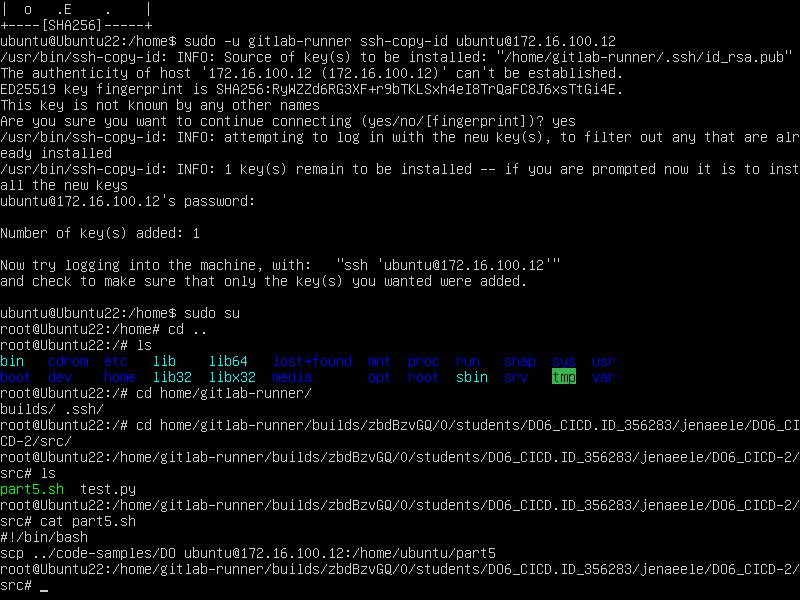 |  o   .E    .    |
+----[SHA256]-----+
ubuntu@Ubuntu22:/home$ sudo -u gitlab-runner ssh-copy-id ubuntu@172.16.100.12
/usr/bin/ssh-copy-id: INFO: Source of key(s) to be installed: "/home/gitlab-runner/.ssh/id_rsa.pub"
The authenticity of host '172.16.100.12 (172.16.100.12)' can't be established.
ED25519 key fingerprint is SHA256:RyWZZd6RG3XF+r9bTKLSxh4eI8TrQaFC8J6xsTtGi4E.
This key is not known by any other names
Are you sure you want to continue connecting (yes/no/[fingerprint])? yes
/usr/bin/ssh-copy-id: INFO: attempting to log in with the new key(s), to filter out any that are alr
eady installed
/usr/bin/ssh-copy-id: INFO: 1 key(s) remain to be installed -- if you are prompted now it is to inst
all the new keys
ubuntu@172.16.100.12's password:
Number of key(s) added: 1
Now try logging into the machine, with:   "ssh 'ubuntu@172.16.100.12'"
and check to make sure that only the key(s) you wanted were added.
ubuntu@Ubuntu22:/home$ sudo su
root@Ubuntu22:/home# cd ..
root@Ubuntu22:/# ls
bin   cdrom  etc   lib    lib64   lost+found  mnt  proc  run   snap  sys  usr
boot  dev    home  lib32  libx32  media       opt  root  sbin  srv   tmp  var
root@Ubuntu22:/# cd home/gitlab-runner/
builds/ .ssh/
root@Ubuntu22:/# cd home/gitlab-runner/builds/zbdBzvGQ/0/students/DO6_CICD.ID_356283/jenaeele/DO6_CI
CD-2/src/
root@Ubuntu22:/home/gitlab-runner/builds/zbdBzvGQ/0/students/DO6_CICD.ID_356283/jenaeele/DO6_CICD-2/
src# ls
part5.sh  test.py
root@Ubuntu22:/home/gitlab-runner/builds/zbdBzvGQ/0/students/DO6_CICD.ID_356283/jenaeele/DO6_CICD-2/
src# cat part5.sh
#!/bin/bash
scp ../code-samples/DO ubuntu@172.16.100.12:/home/ubuntu/part5
root@Ubuntu22:/home/gitlab-runner/builds/zbdBzvGQ/0/students/DO6_CICD.ID_356283/jenaeele/DO6_CICD-2/
src# _